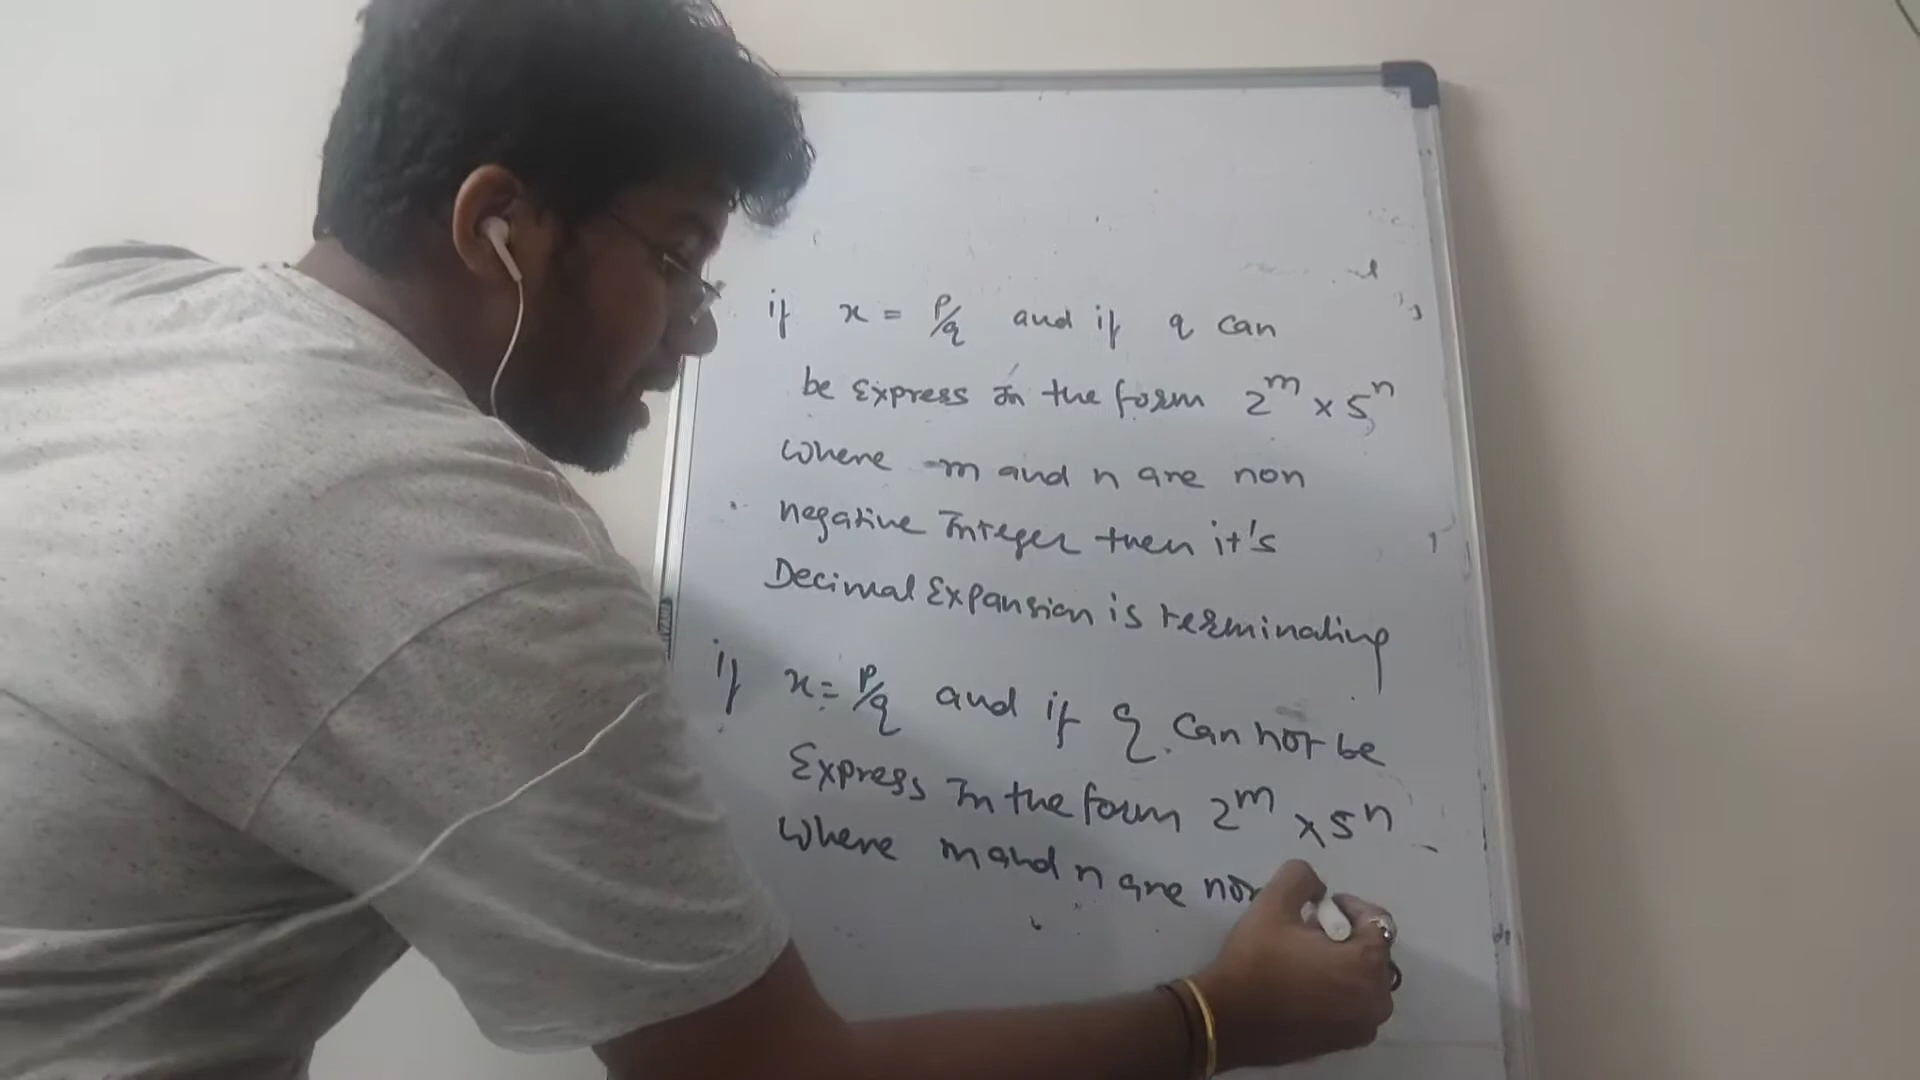 if x = P/q and if q can
be Express in the form 2^m × 5^n
where m and n are non
negative Integer then it's
Decimal Expansion is terminating
if x = P/q and if q can not be
Express in the form 2^m × 5^n
where m and n are non